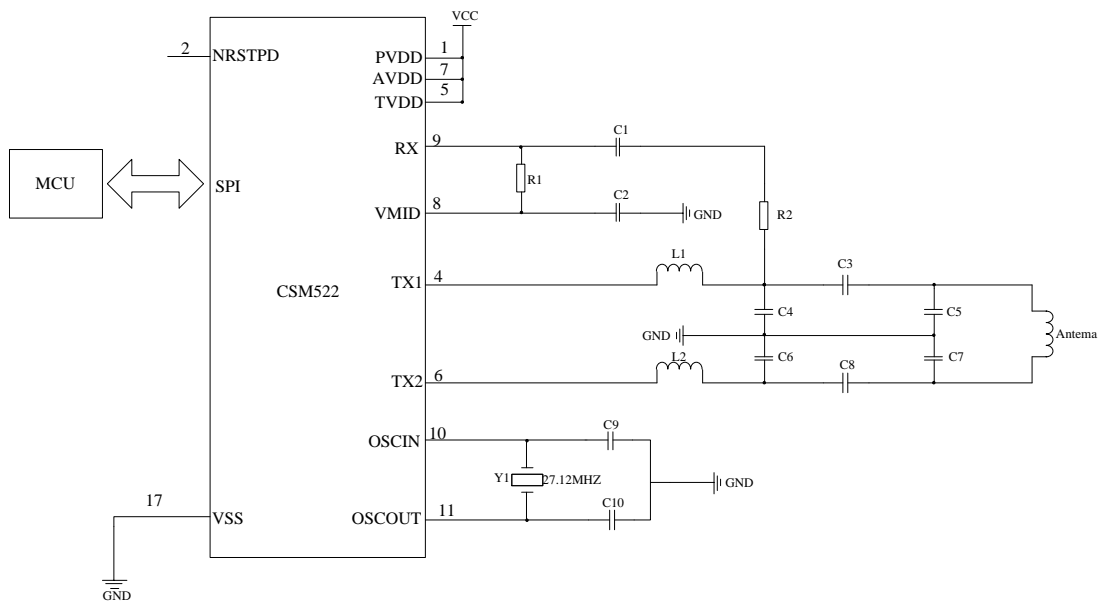 VCC
2
NRSTPD
PVDD
1
AVDD
7
TVDD
5
RX
9
C1
MCU
SPI
R1
VMID
8
C2
GND
R2
TX1
4
L1
C3
CSM522
C4
C5
GND
Antema
L2
C6
C7
TX2
6
C8
OSCIN
10
C9
Y1
27.12MHZ
GND
17
VSS
OSCOUT
11
C10
GND